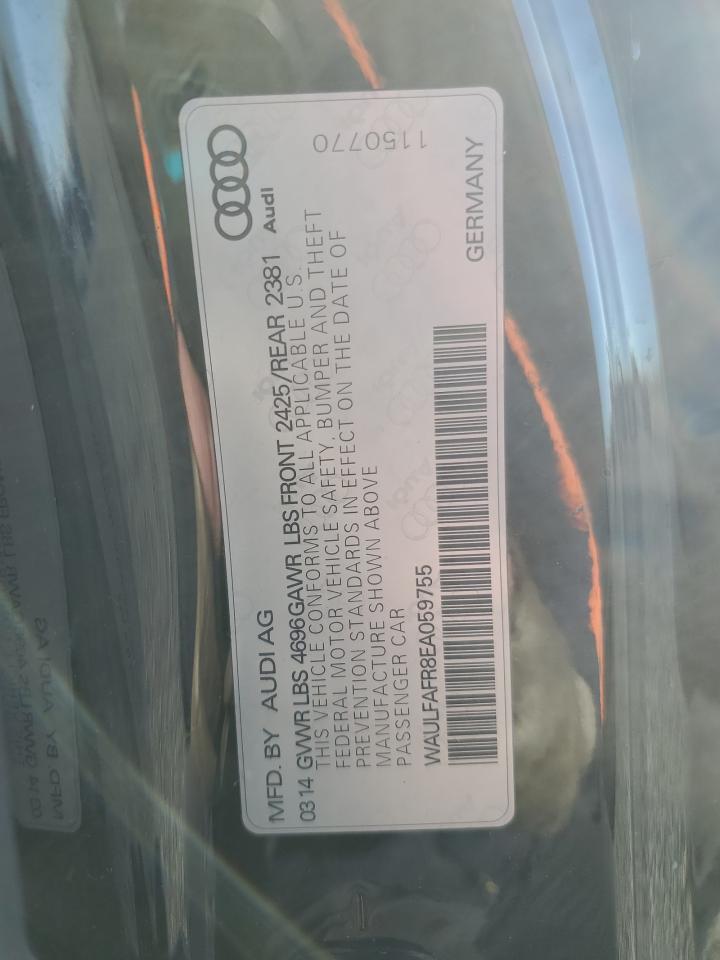 Audi
MFD. BY AUDI AG
0314 GVWR LBS 4696 GAWR LBS FRONT 2425/REAR 2381
THIS VEHICLE CONFORMS TO ALL APPLICABLE U.S.
FEDERAL MOTOR VEHICLE SAFETY, BUMPER AND THEFT
PREVENTION STANDARDS IN EFFECT ON THE DATE OF
MANUFACTURE SHOWN ABOVE
PASSENGER CAR
WAULFAFR8EA059755
GERMANY
1150770